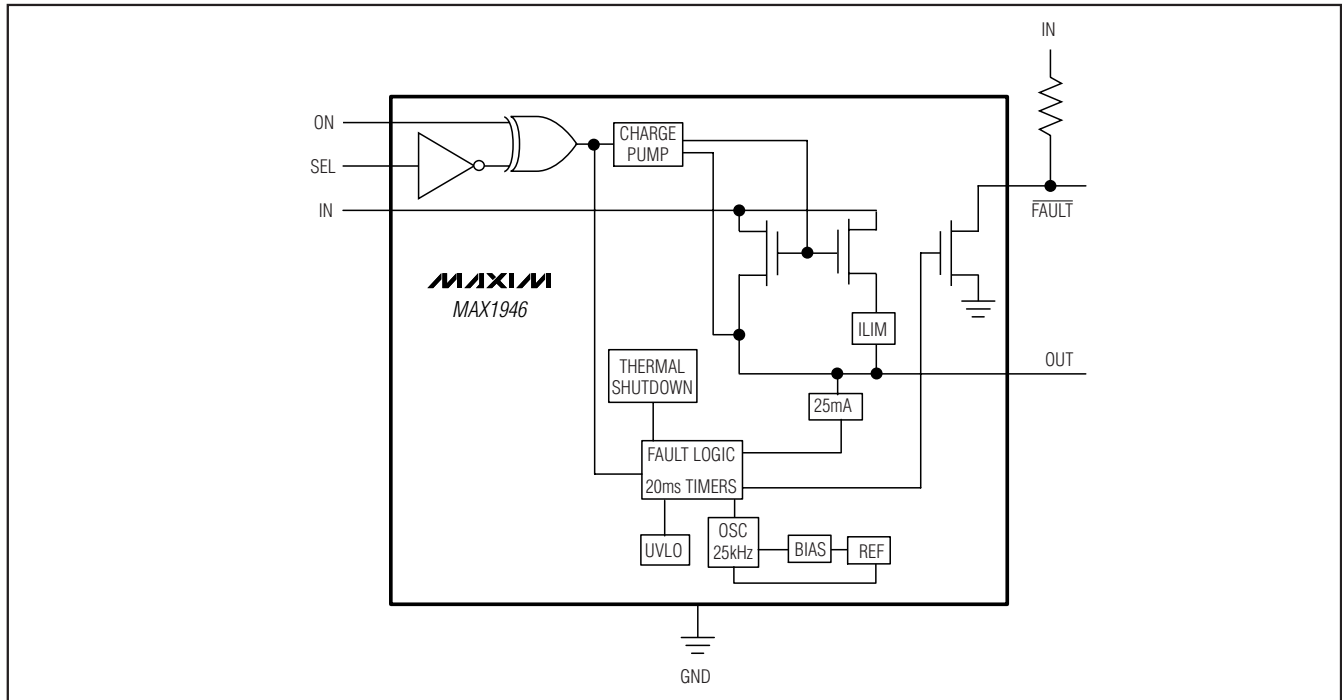 IN
ON
CHARGE
PUMP
SEL
IN
FAULT
MAXIM
MAX1946
ILIM
OUT
THERMAL
SHUTDOWN
25mA
FAULT LOGIC
20ms TIMERS
OSC
25kHz
UVLO
BIAS
REF
GND